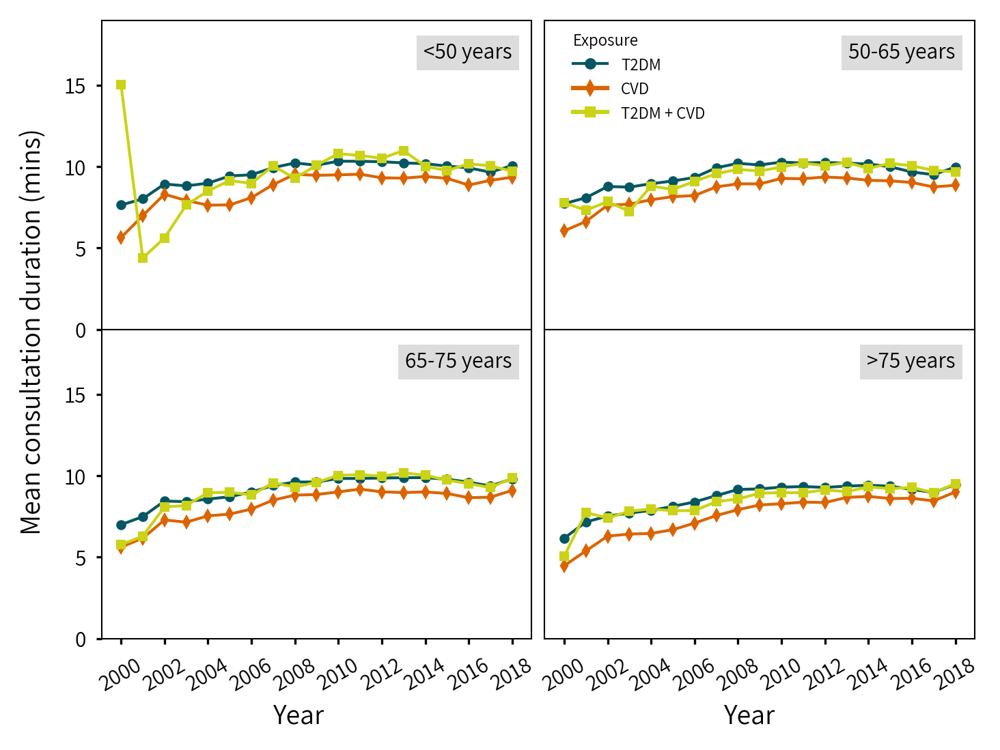 Mean consultation duration (mins)
<50 years
15
10
5
0
50-65 years
Exposure
T2DM
CVD
T2DM + CVD
65-75 years
15
10
5
0
2000 2002 2004 2006 2008 2010 2012 2014 2016 2018
Year
>75 years
2000 2002 2004 2006 2008 2010 2012 2014 2016 2018
Year